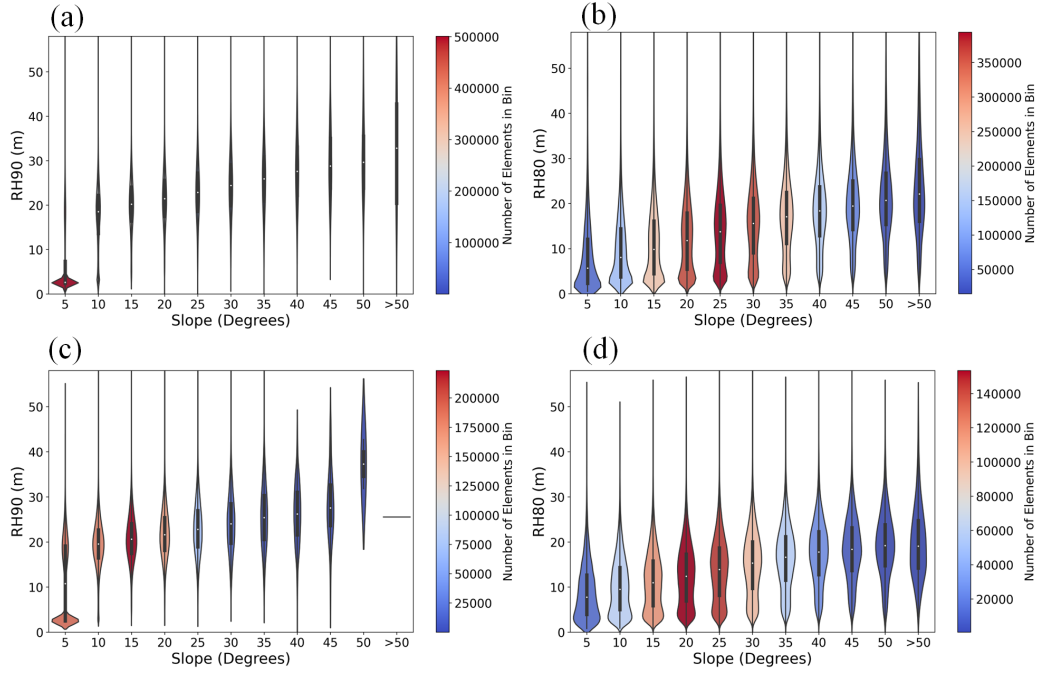 (a)
RH90 (m)
50
40
30
20
10
0
5 10 15 20 25 30 35 40 45 50 >50
Slope (Degrees)
500000
400000
300000
200000
100000
Number of Elements in Bin
(b)
RH80 (m)
50
40
30
20
10
0
5 10 15 20 25 30 35 40 45 50 >50
Slope (Degrees)
350000
300000
250000
200000
150000
100000
50000
Number of Elements in Bin
(c)
RH90 (m)
50
40
30
20
10
0
5 10 15 20 25 30 35 40 45 50 >50
Slope (Degrees)
200000
175000
150000
125000
100000
75000
50000
25000
Number of Elements in Bin
(d)
RH80 (m)
50
40
30
20
10
0
5 10 15 20 25 30 35 40 45 50 >50
Slope (Degrees)
140000
120000
100000
80000
60000
40000
20000
Number of Elements in Bin